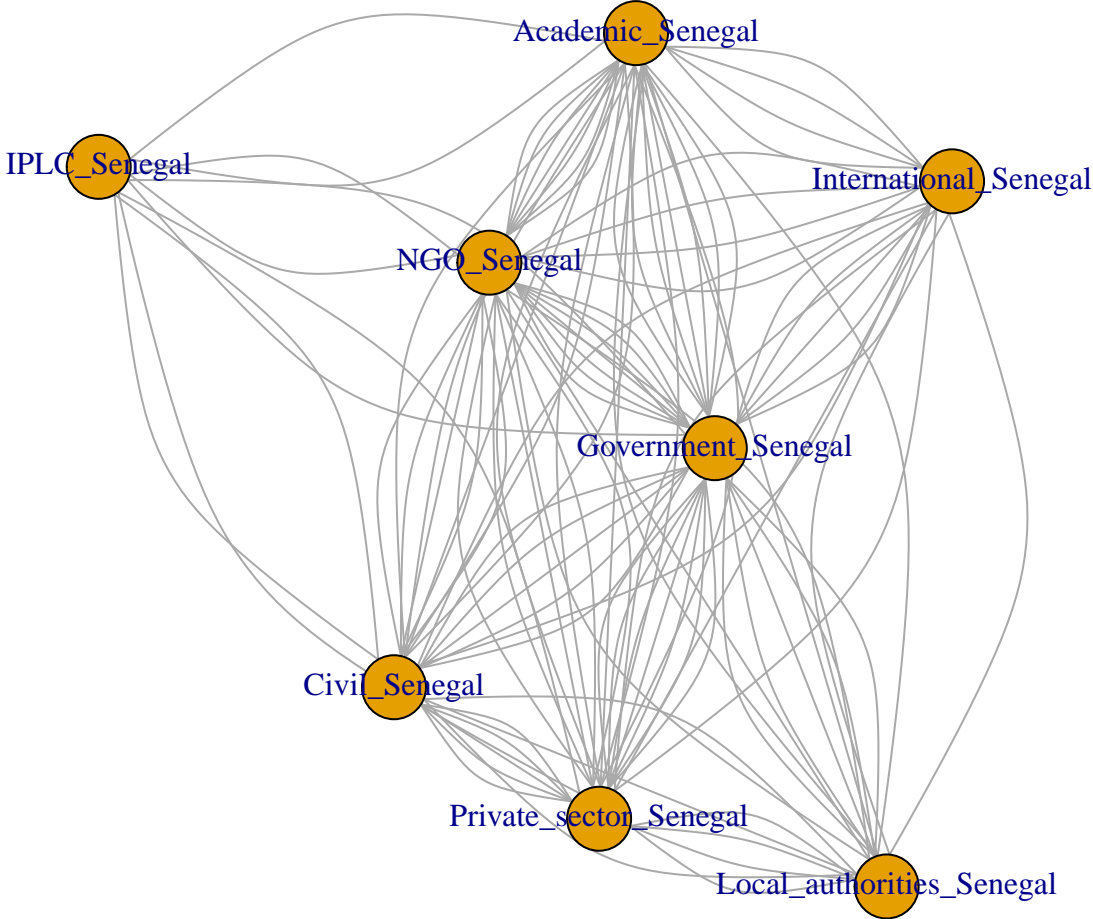 Academic_Senegal
IPLC_Senegal
International_Senegal
NGO_Senegal
Government_Senegal
Civil_Senegal
Private_sector_Senegal
Local_authorities_Senegal